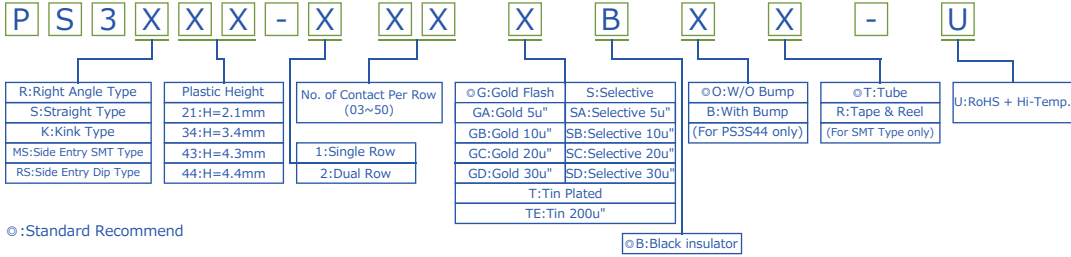 P S 3 X X X - X X X X B X X - U
R:Right Angle Type
S:Straight Type
K:Kink Type
MS:Side Entry SMT Type
RS:Side Entry Dip Type
Plastic Height
21:H=2.1mm
34:H=3.4mm
43:H=4.3mm
44:H=4.4mm
No. of Contact Per Row
(03~50)
1:Single Row
2:Dual Row
◎G:Gold Flash S:Selective
GA:Gold 5u" SA:Selective 5u"
GB:Gold 10u" SB:Selective 10u"
GC:Gold 20u" SC:Selective 20u"
GD:Gold 30u" SD:Selective 30u"
T:Tin Plated
TE:Tin 200u"
◎B:Black insulator
◎O:W/O Bump
B:With Bump
(For PS3S44 only)
◎T:Tube
R:Tape & Reel
(For SMT Type only)
U:RoHS + Hi-Temp.
◎:Standard Recommend